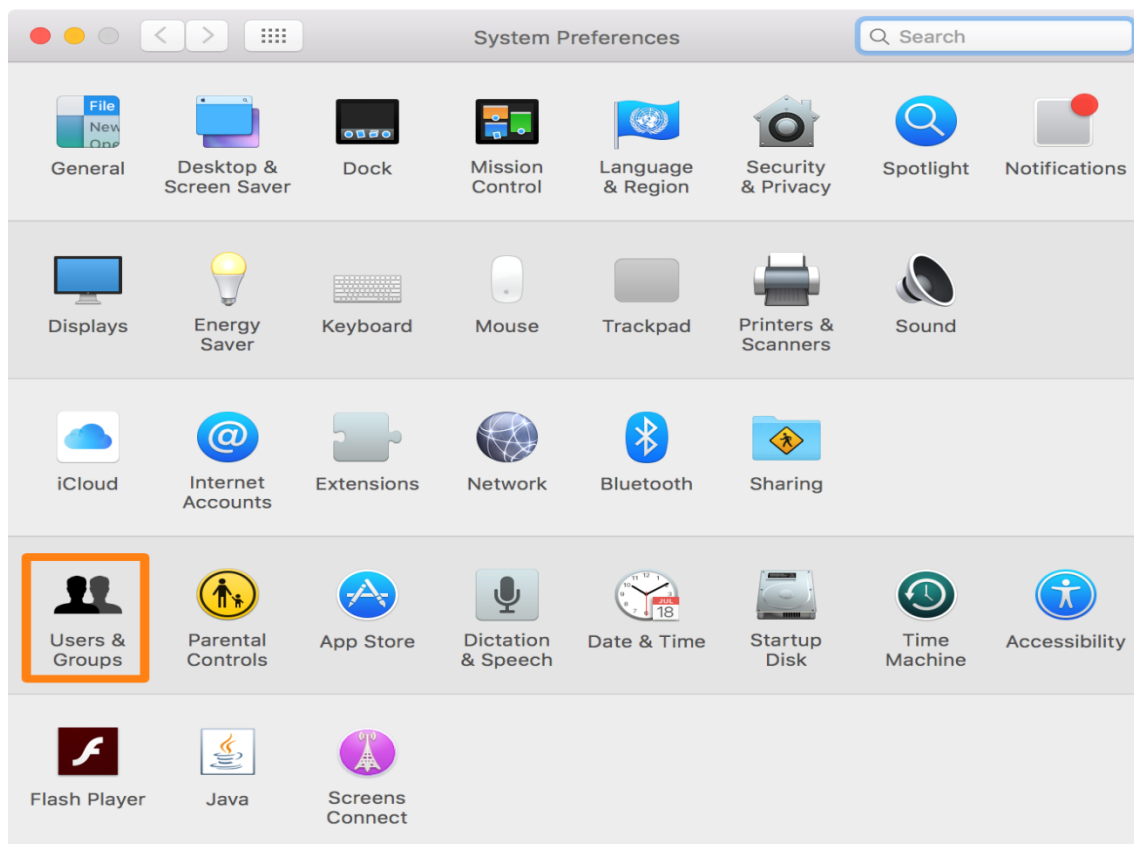 System Preferences
Search
File
New
One
General
Desktop &
Screen Saver
Dock
Mission
Control
Language
& Region
Security
& Privacy
Spotlight
Notifications
Displays
Energy
Saver
Keyboard
Mouse
Trackpad
Printers &
Scanners
Sound
iCloud
Internet
Accounts
Extensions
Network
Bluetooth
Sharing
Users &
Groups
Parental
Controls
App Store
Dictation
& Speech
JUL
18
Date & Time
Startup
Disk
Time
Machine
Accessibility
Flash Player
Java
Screens
Connect